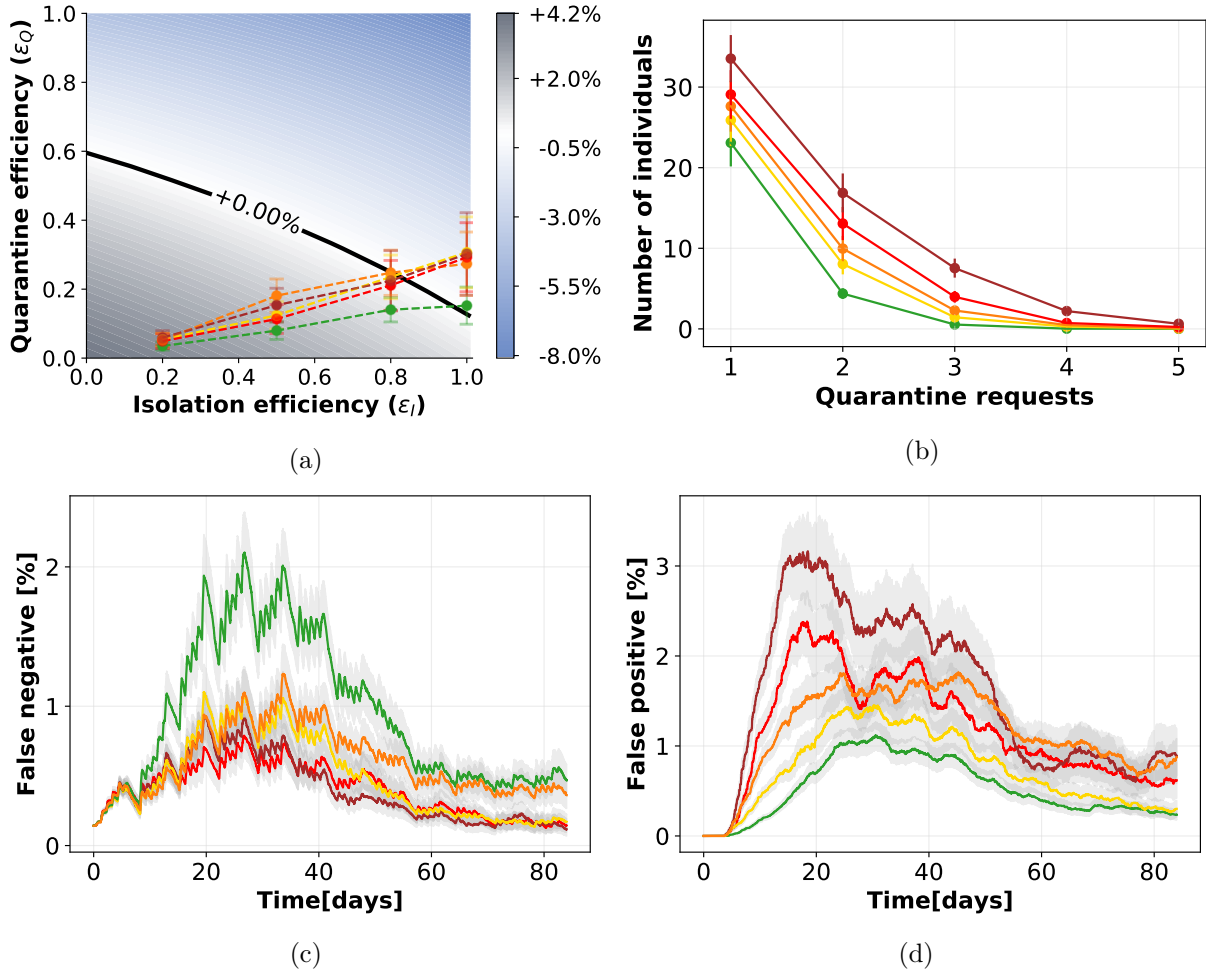 1.0
0.8
0.6
0.4
0.2
0.0
0.0 0.2 0.4 0.6 0.8 1.0
Quarantine efficiency (ε_Q)
Isolation efficiency (ε_I)
+0.00%
+4.2%
+2.0%
-0.5%
-3.0%
-5.5%
-8.0%
(a)
Number of individuals
30
20
10
0
1 2 3 4 5
Quarantine requests
(b)
False negative [%]
2
1
0
0 20 40 60 80
Time[days]
(c)
False positive [%]
3
2
1
0
0 20 40 60 80
Time[days]
(d)